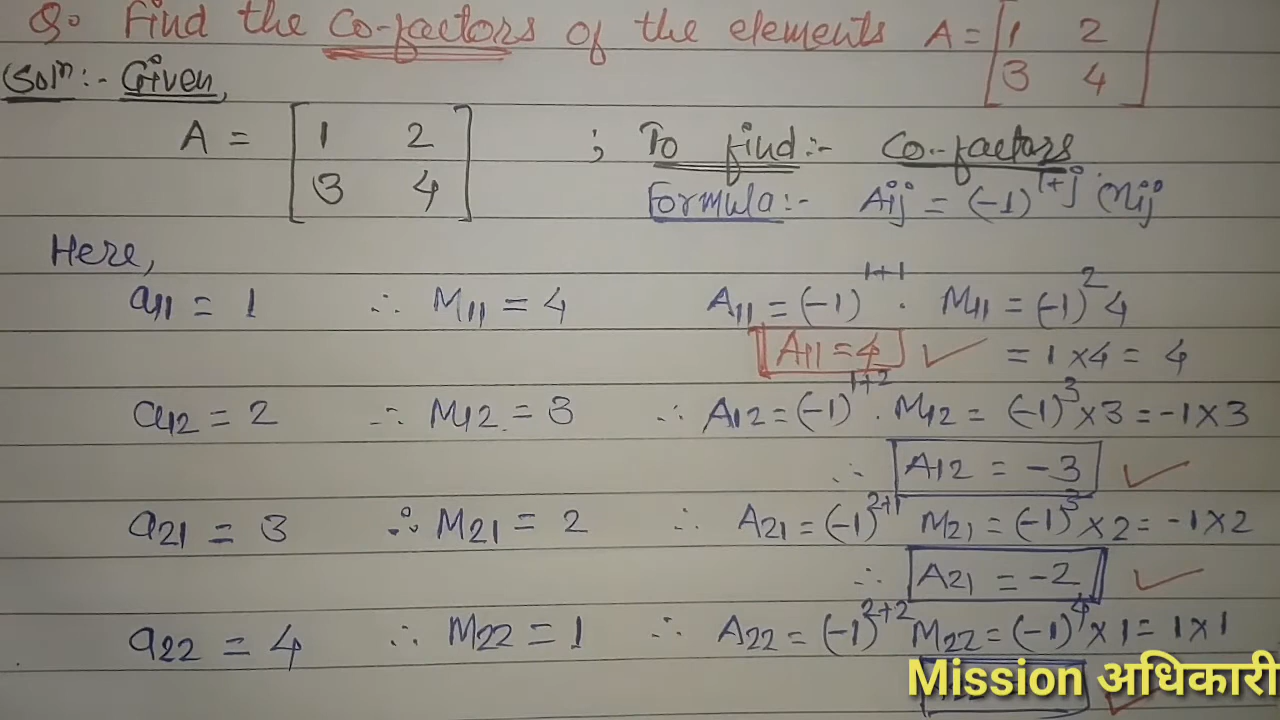 Q. Find the Co-factors of the elements A = [1 2
3 4]
Soln:- Given,
A = [1 2 ; To find:- Co-factors
3 4] Formula:- Aij = (-1)^i+j Mij
Here,
a11 = 1 ∴ M11 = 4 A11 = (-1)^1+1 . M11 = (-1)^2 4
A11 = 4 ✓ = 1 × 4 = 4
a12 = 2 ∴ M12 = 3 ∴ A12 = (-1)^1+2 . M12 = (-1)^3 × 3 = -1 × 3
∴ A12 = -3 ✓
a21 = 3 ∴ M21 = 2 ∴ A21 = (-1)^2+1 M21 = (-1)^3 × 2 = -1 × 2
∴ A21 = -2 ✓
a22 = 4 ∴ M22 = 1 ∴ A22 = (-1)^2+2 M22 = (-1)^4 × 1 = 1 × 1
Mission अधिकारी